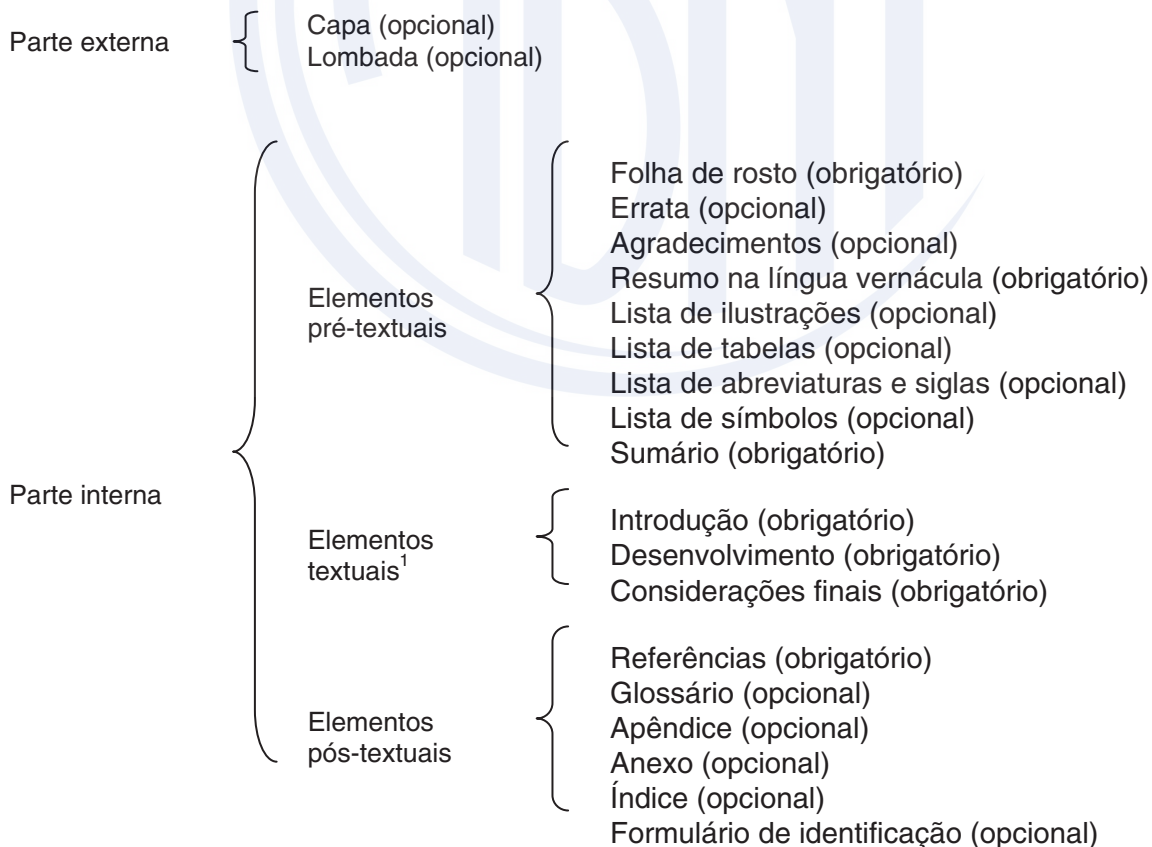 Parte externa
Capa (opcional)
Lombada (opcional)
Parte interna
Elementos
pré-textuais
Folha de rosto (obrigatório)
Errata (opcional)
Agradecimentos (opcional)
Resumo na língua vernácula (obrigatório)
Lista de ilustrações (opcional)
Lista de tabelas (opcional)
Lista de abreviaturas e siglas (opcional)
Lista de símbolos (opcional)
Sumário (obrigatório)
Elementos
textuais¹
Introdução (obrigatório)
Desenvolvimento (obrigatório)
Considerações finais (obrigatório)
Elementos
pós-textuais
Referências (obrigatório)
Glossário (opcional)
Apêndice (opcional)
Anexo (opcional)
Índice (opcional)
Formulário de identificação (opcional)